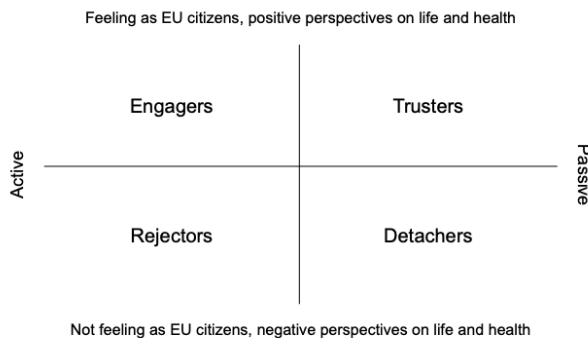 Feeling as EU citizens, positive perspectives on life and health
Engagers
Trusters
Active
Passive
Rejectors
Detachers
Not feeling as EU citizens, negative perspectives on life and health